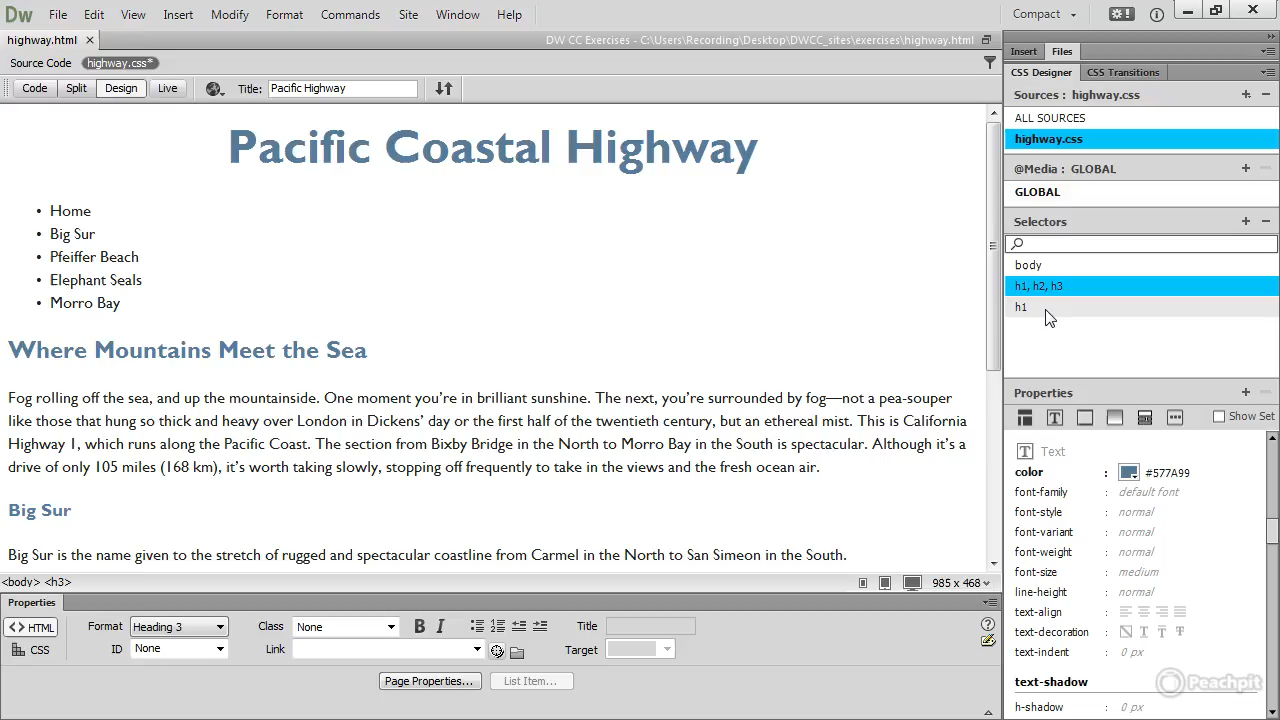 Dw File Edit View Insert Modify Format Commands Site Window Help Compact
highway.html DW CC Exercises - C:\Users\Recording\Desktop\DWCC_sites\exercises\highway.html
Source Code highway.css*
Code Split Design Live Title: Pacific Highway
Pacific Coastal Highway
• Home
• Big Sur
• Pfeiffer Beach
• Elephant Seals
• Morro Bay
Where Mountains Meet the Sea
Fog rolling off the sea, and up the mountainside. One moment you’re in brilliant sunshine. The next, you’re surrounded by fog—not a pea-souper
like those that hung so thick and heavy over London in Dickens’ day or the first half of the twentieth century, but an ethereal mist. This is California
Highway 1, which runs along the Pacific Coast. The section from Bixby Bridge in the North to Morro Bay in the South is spectacular. Although it’s a
drive of only 105 miles (168 km), it’s worth taking slowly, stopping off frequently to take in the views and the fresh ocean air.
Big Sur
Big Sur is the name given to the stretch of rugged and spectacular coastline from Carmel in the North to San Simeon in the South.
<body> <h3> 985 x 468
Properties
<> HTML Format Heading 3 Class None B I Title
CSS ID None Link Target
Page Properties... List Item...
Insert Files
CSS Designer CSS Transitions
Sources : highway.css
ALL SOURCES
highway.css
@Media : GLOBAL
GLOBAL
Selectors
body
h1, h2, h3
h1
Properties
Show Set
T Text
color : #577A99
font-family : default font
font-style : normal
font-variant : normal
font-weight : normal
font-size : medium
line-height : normal
text-align :
text-decoration :
text-indent : 0 px
text-shadow
h-shadow : 0 px
Peachpit